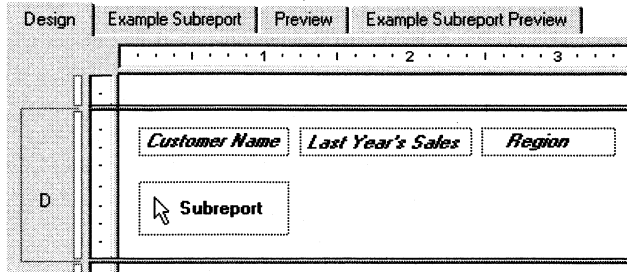 Design Example Subreport Preview Example Subreport Preview
1 2 3
Customer Name Last Year's Sales Region
D
Subreport